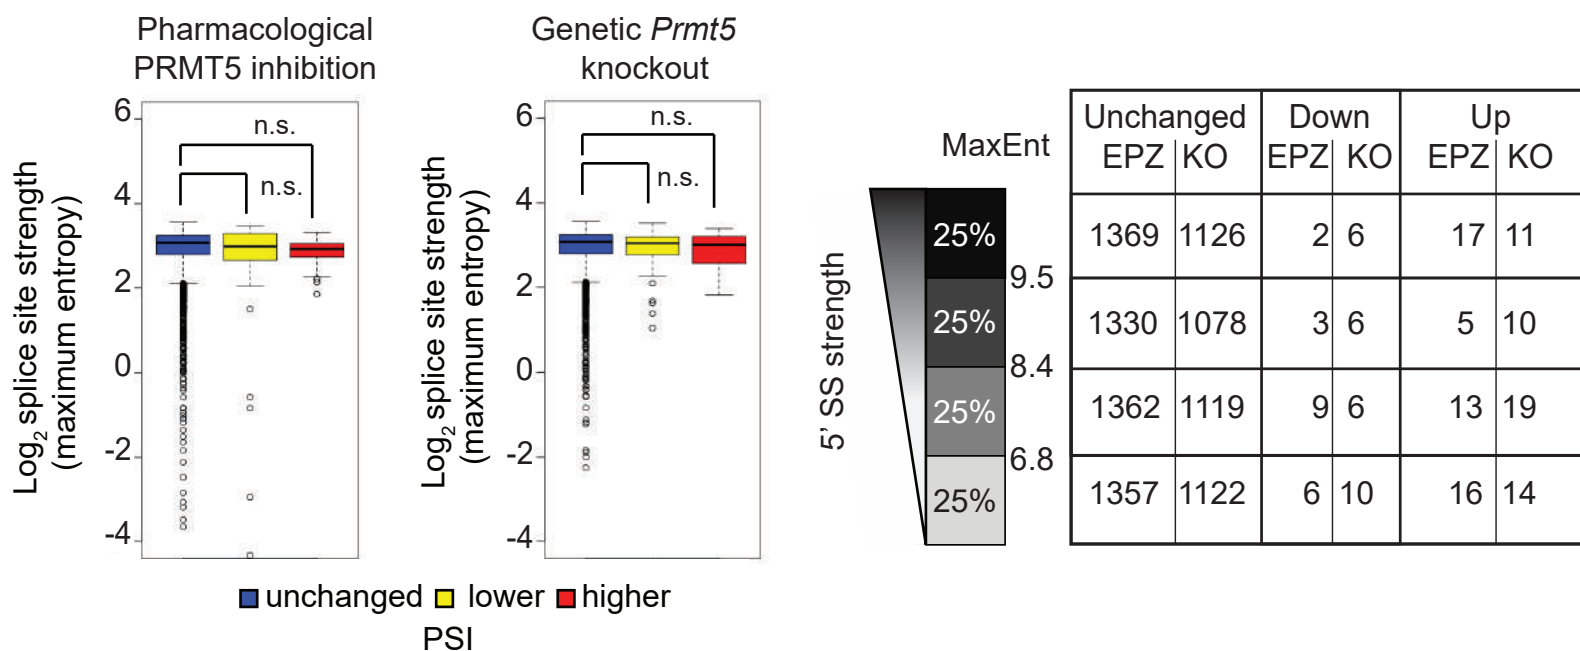 Pharmacological
PRMT5 inhibition
Log2 splice site strength
(maximum entropy)
6
4
2
0
-2
-4
n.s.
n.s.
Genetic Prmt5
knockout
Log2 splice site strength
(maximum entropy)
6
4
2
0
-2
-4
n.s.
n.s.
unchanged lower higher
PSI
MaxEnt
5' SS strength
25%
25%
25%
25%
9.5
8.4
6.8
Unchanged Down Up
EPZ KO EPZ KO EPZ KO
1369 1126 2 6 17 11
1330 1078 3 6 5 10
1362 1119 9 6 13 19
1357 1122 6 10 16 14